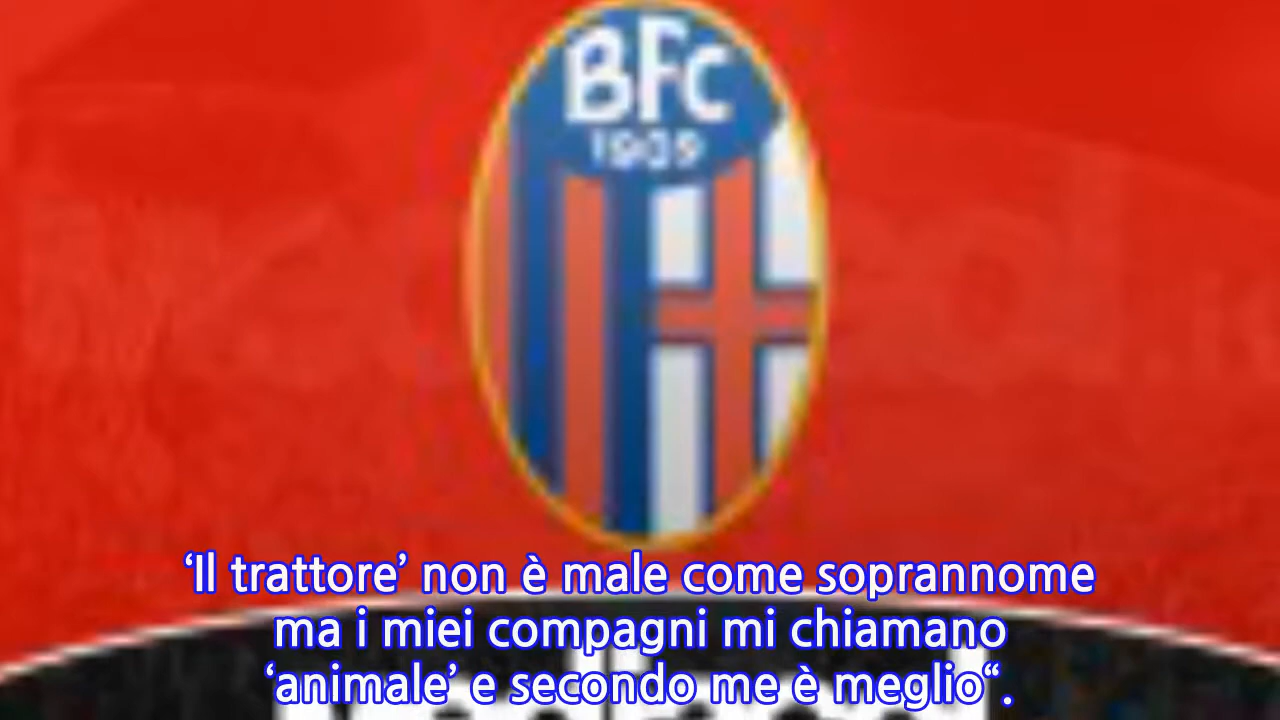 BFC
1909
‘Il trattore’ non è male come soprannome
ma i miei compagni mi chiamano
‘animale’ e secondo me è meglio“.